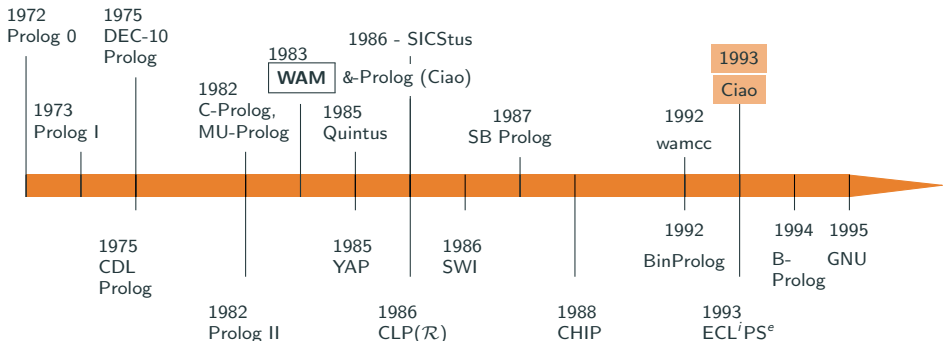 1972
Prolog 0
1973
Prolog I
1975
DEC-10
Prolog
1982
C-Prolog,
MU-Prolog
1983
WAM
1986 - SICStus
&-Prolog (Ciao)
1985
Quintus
1987
SB Prolog
1992
wamcc
1993
Ciao
1975
CDL
Prolog
1982
Prolog II
1985
YAP
1986
CLP(ℛ)
1986
SWI
1988
CHIP
1992
BinProlog
1993
ECLⁱPSᵉ
1994
B-
Prolog
1995
GNU